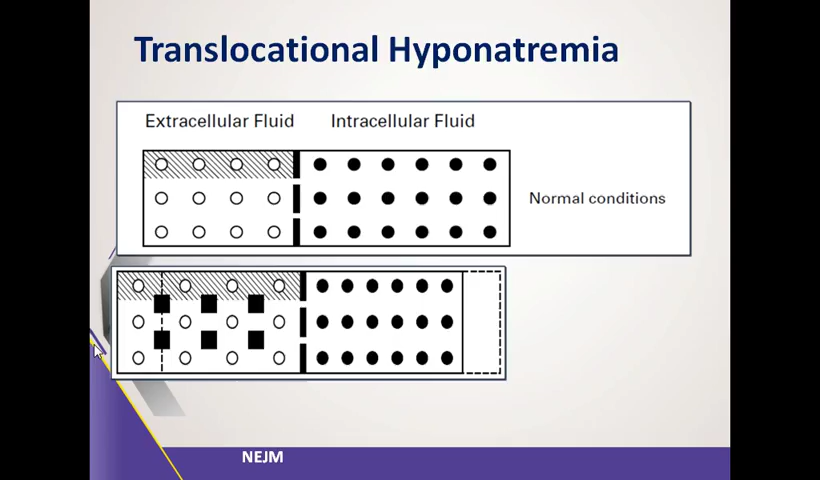 Translocational Hyponatremia
Extracellular Fluid Intracellular Fluid
Normal conditions
NEJM